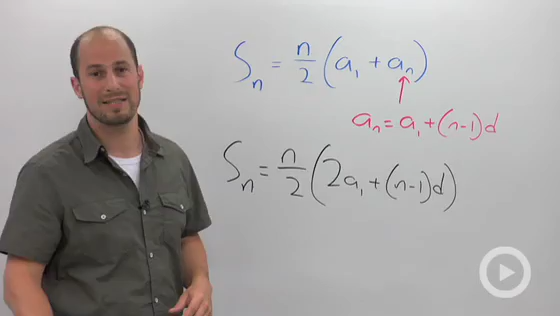 Sₙ = n/2 (a₁ + aₙ)
aₙ = a₁ + (n-1)d
Sₙ = n/2 (2a₁ + (n-1)d)